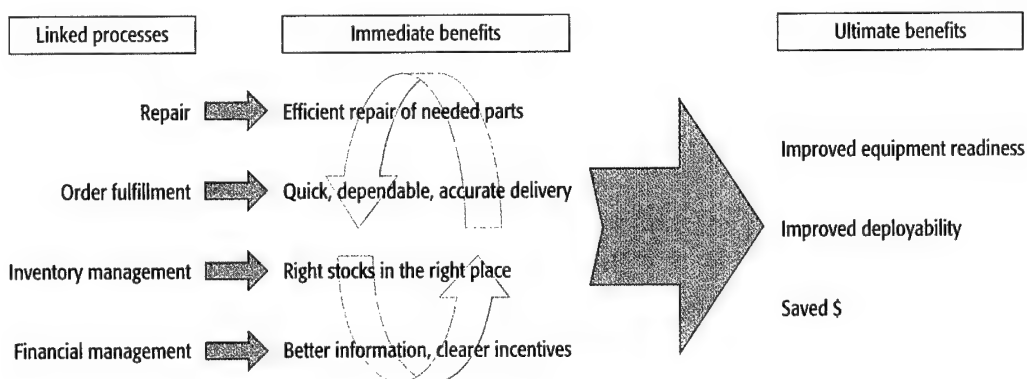 Linked processes
Immediate benefits
Ultimate benefits
Repair
Efficient repair of needed parts
Order fulfillment
Quick, dependable, accurate delivery
Inventory management
Right stocks in the right place
Financial management
Better information, clearer incentives
Improved equipment readiness
Improved deployability
Saved $